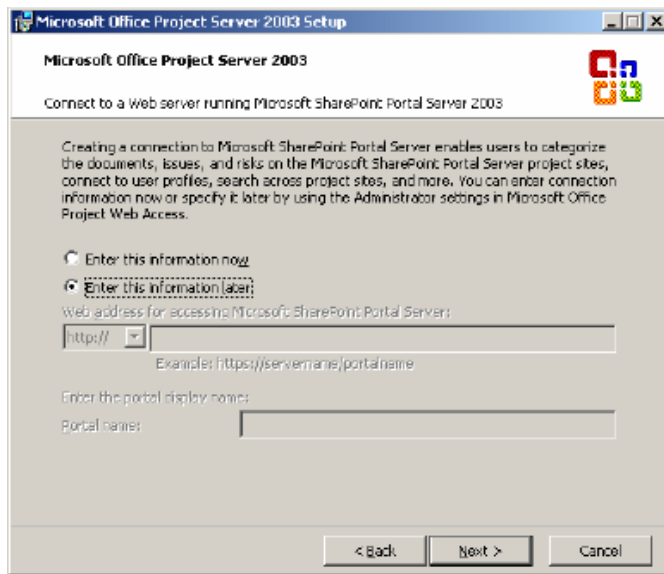 Microsoft Office Project Server 2003 Setup
Microsoft Office Project Server 2003
Connect to a Web server running Microsoft SharePoint Portal Server 2003
Creating a connection to Microsoft SharePoint Portal Server enables users to categorize
the documents, issues, and risks on the Microsoft SharePoint Portal Server project sites,
connect to user profiles, search across project sites, and more. You can enter connection
information now or specify it later by using the Administrator settings in Microsoft Office
Project Web Access.
Enter this information now
Enter this information later
Web address for accessing Microsoft SharePoint Portal Server:
http://
Example: https://servername/portalname
Enter the portal display name:
Portal name:
< Back
Next >
Cancel